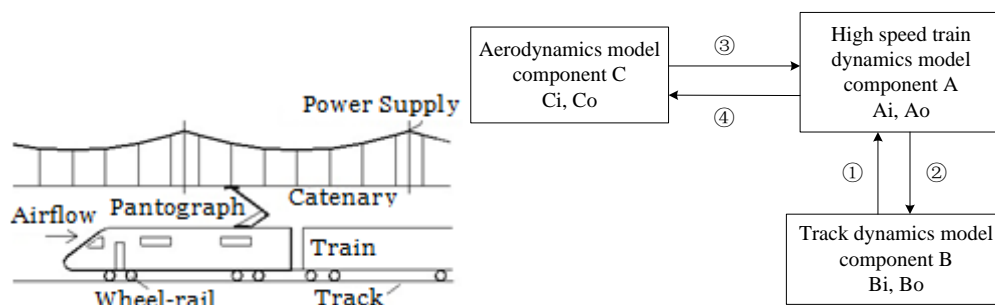 Power Supply
Catenary
Pantograph
Airflow
Train
Wheel-rail
Track
Aerodynamics model
component C
Ci, Co
③
④
High speed train
dynamics model
component A
Ai, Ao
①
②
Track dynamics model
component B
Bi, Bo